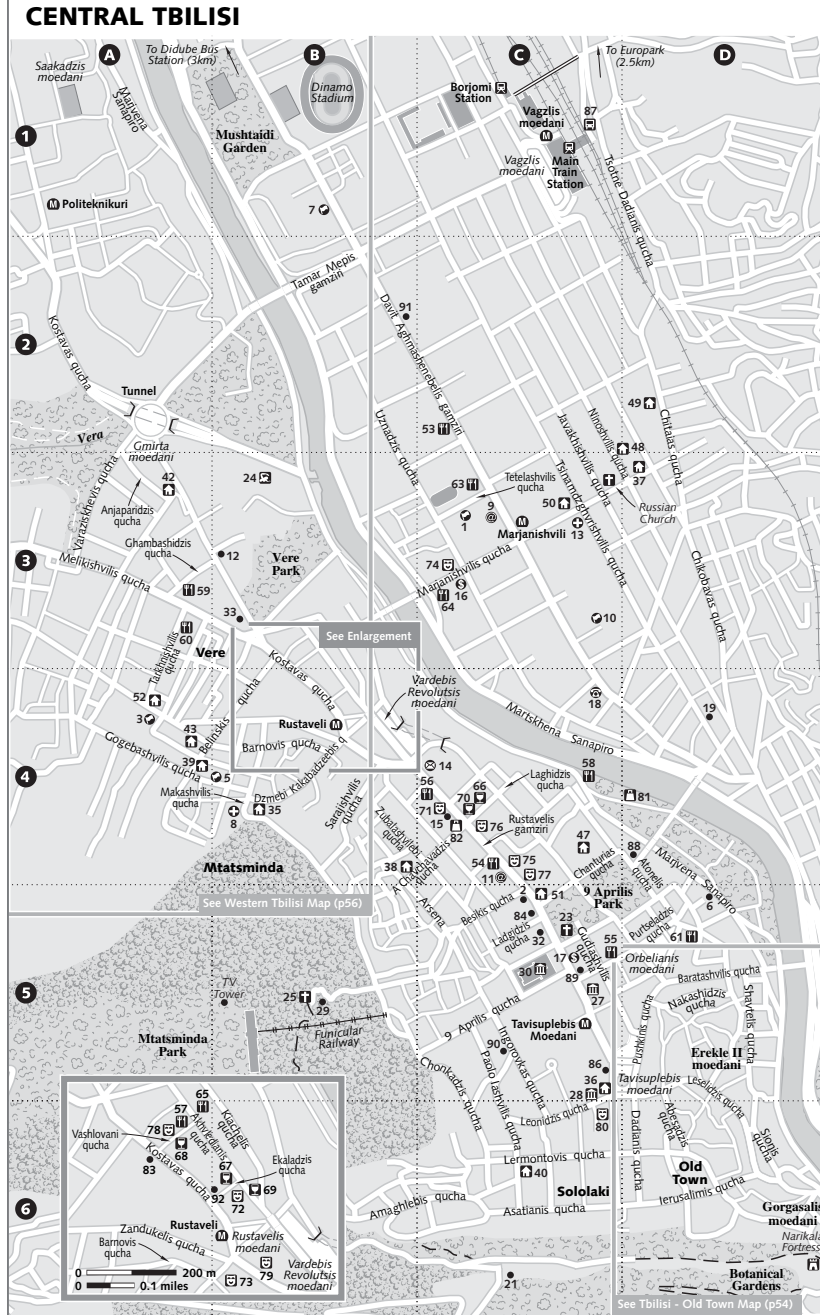 CENTRAL TBILISI
A
B
C
D
1
2
3
4
5
6
Saakadzis
moedani
To Didube Bus
Station (3km)
Marivena
Sanapiro
Dinamo
Stadium
Mushtaidi
Garden
Politeknikuri
7
Borjomi
Station
To Europark
(2.5km)
Vagzlis
moedani
87
Vagzlis
moedani
Main
Train
Station
Tsotne Dadianis qucha
Tamar Mepis
gamziri
Kostavas qucha
Tunnel
Vera
Gmirta
moedani
42
24
Anjaparidzis
qucha
Varaziskhevis qucha
Ghambashidzis
qucha
12
Vere
Park
Melikishvilis qucha
59
33
60
Tarkhnishvilis
qucha
Vere
See Enlargement
91
Davit Aghmashenebelis gamziri
Uznadzis qucha
53
63
Tetelashvilis
qucha
9
1
Marjanishvili
50
13
Javakhishvilis qucha
Ninoshvilis qucha
Tsinamdzghvrishvilis qucha
49
48
37
Chitaias qucha
Russian
Church
74
Marjanishvilis qucha
16
64
10
Chikobavas qucha
52
3
43
Belinskis
qucha
Kostavas qucha
Rustaveli
Barnovis qucha
Vardebis
Revolutsis
moedani
Gogebashvilis qucha
39
5
Makashvilis
qucha
8
35
Dzmebi Kakabadzeebis q
Sarajishvilis
qucha
Mtatsminda
See Western Tbilisi Map (p56)
18
19
Martskhena Sanapiro
14
56
66
70
71
15
82
76
Laghidzis
qucha
58
81
Rustavelis
gamziri
Zubalashvilebi
qucha
A Chavchavadzis
qucha
38
54
75
11
77
47
Chanturias
qucha
88
Atonelis
qucha
Marjvena Sanapiro
Arsena
2
51
9 Aprilis
Park
6
Besikis qucha
84
23
Ladgidzis
qucha
32
Gudiashvilis
qucha
Purtseladzis
qucha
55
61
Orbelianis
moedani
30
17
89
27
Baratashvilis qucha
Nakashidzis
qucha
Shavtelis qucha
Pushkinis qucha
TV
Tower
25
29
Funicular
Railway
Mtatsminda
Park
9 Aprilis qucha
Tavisuplebis
Moedani
90
Ingorovkas qucha
Paolo Iashvilis qucha
Chonkadzis qucha
86
36
28
Erekle II
moedani
Tavisuplebis
moedani
Leselidzis qucha
Leonidzis qucha
80
Dadianis qucha
Abesadzis
qucha
Sionis
qucha
Lermontovis qucha
40
Sololaki
Old
Town
Amaghlebis qucha
Asatianis qucha
Ierusalimis qucha
Gorgasalis
moedani
Narikala
Fortress
21
Botanical
Gardens
See Tbilisi - Old Town Map (p54)
65
57
78
Akhvledianis
qucha
Kiachelis
qucha
Vashlovani
qucha
68
83
Kostavas qucha
67
Ekaladzis
qucha
92
69
72
Rustaveli
Rustavelis
moedani
Zandukelis qucha
Barnovis
qucha
79
Vardebis
Revolutsis
moedani
73
0 200 m
0 0.1 miles